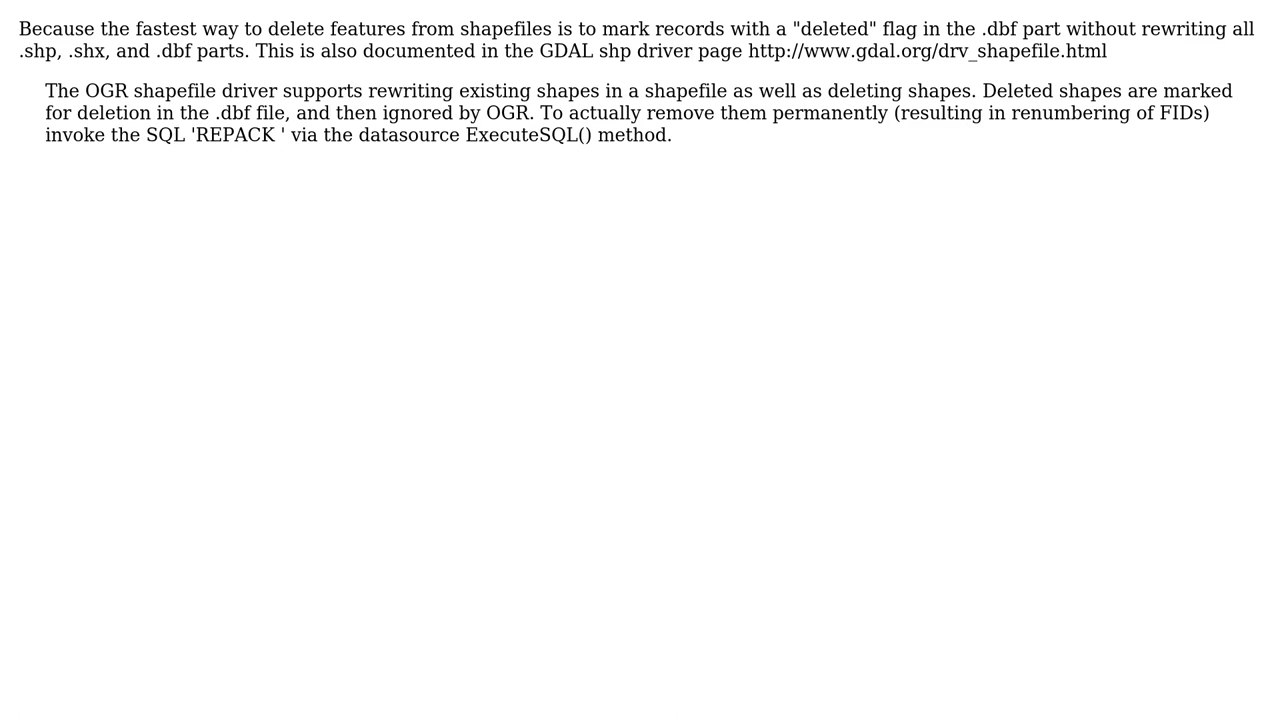 Because the fastest way to delete features from shapefiles is to mark records with a "deleted" flag in the .dbf part without rewriting all
.shp, .shx, and .dbf parts. This is also documented in the GDAL shp driver page http://www.gdal.org/drv_shapefile.html
The OGR shapefile driver supports rewriting existing shapes in a shapefile as well as deleting shapes. Deleted shapes are marked
for deletion in the .dbf file, and then ignored by OGR. To actually remove them permanently (resulting in renumbering of FIDs)
invoke the SQL 'REPACK ' via the datasource ExecuteSQL() method.